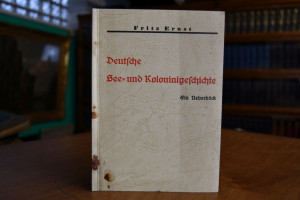 Fritz Ernst
Deutsche
See- und Kolonialgeschichte
Ein Ueberblick